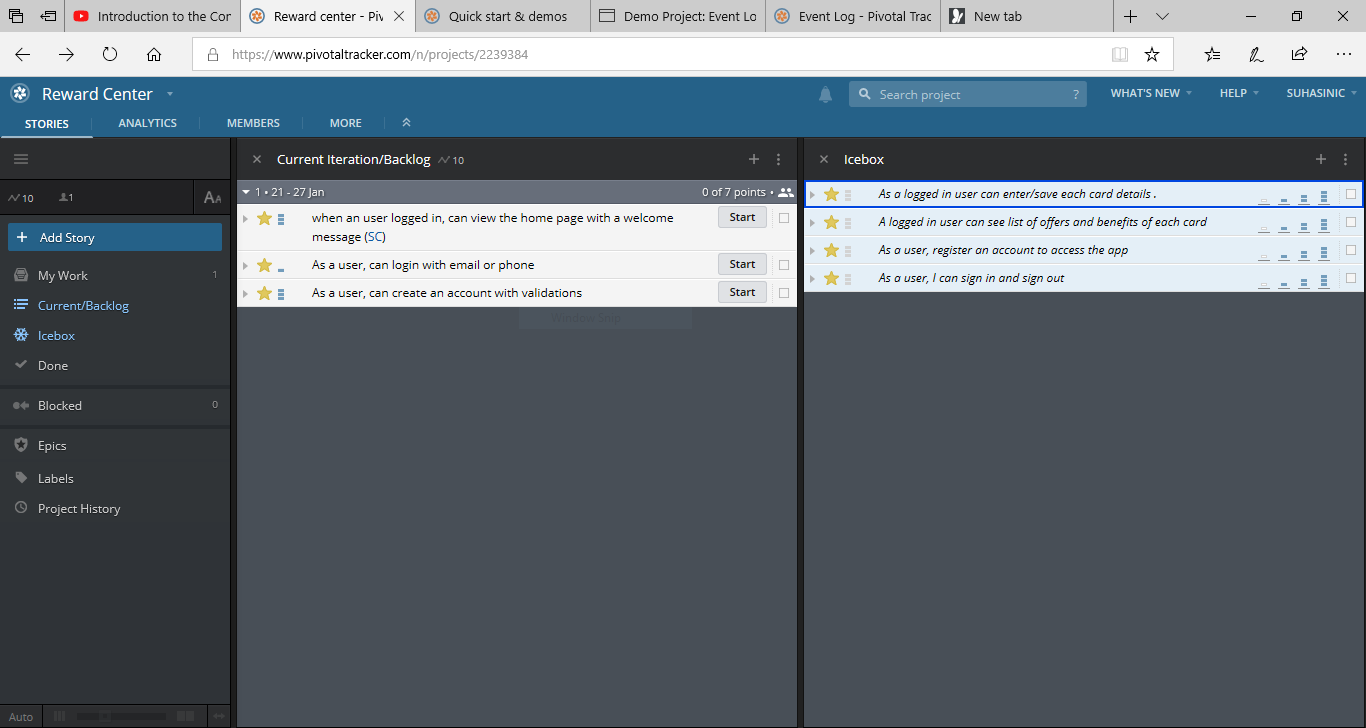 Introduction to the Cor
Reward center - Piv
Quick start & demos
Demo Project: Event Lo
Event Log - Pivotal Trac
New tab
https://www.pivotaltracker.com/n/projects/2239384
Reward Center
Search project
?
WHAT'S NEW
HELP
SUHASINIC
STORIES
ANALYTICS
MEMBERS
MORE
Current Iteration/Backlog
10
Icebox
10
1
AA
Add Story
My Work
1
Current/Backlog
Icebox
Done
Blocked
0
Epics
Labels
Project History
Auto
1 • 21 - 27 Jan
0 of 7 points •
when an user logged in, can view the home page with a welcome
message (SC)
Start
As a user, can login with email or phone
Start
As a user, can create an account with validations
Start
Window Snip
As a logged in user can enter/save each card details .
A logged in user can see list of offers and benefits of each card
As a user, register an account to access the app
As a user, I can sign in and sign out